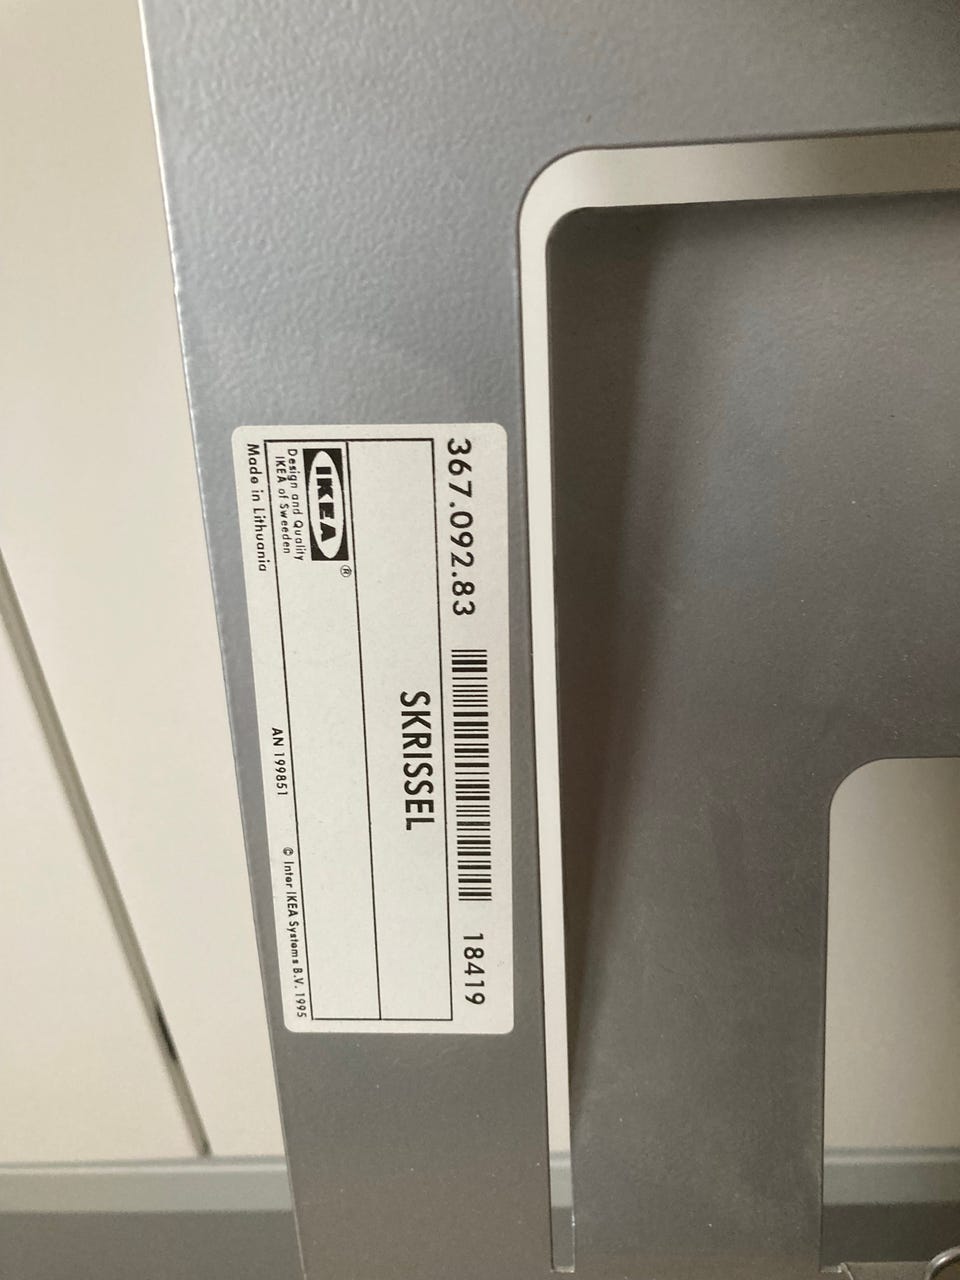 367.092.83 18419
SKRISSEL
IKEA®
Design and Quality
IKEA of Sweeden
Made in Lithuania AN 199851 © Inter IKEA Systems B.V. 1995